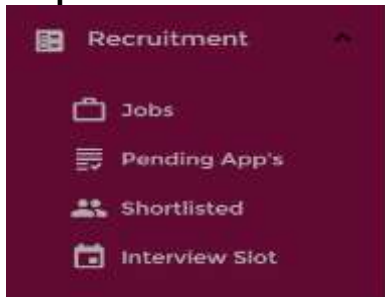 Recruitment
Jobs
Pending App's
Shortlisted
Interview Slot